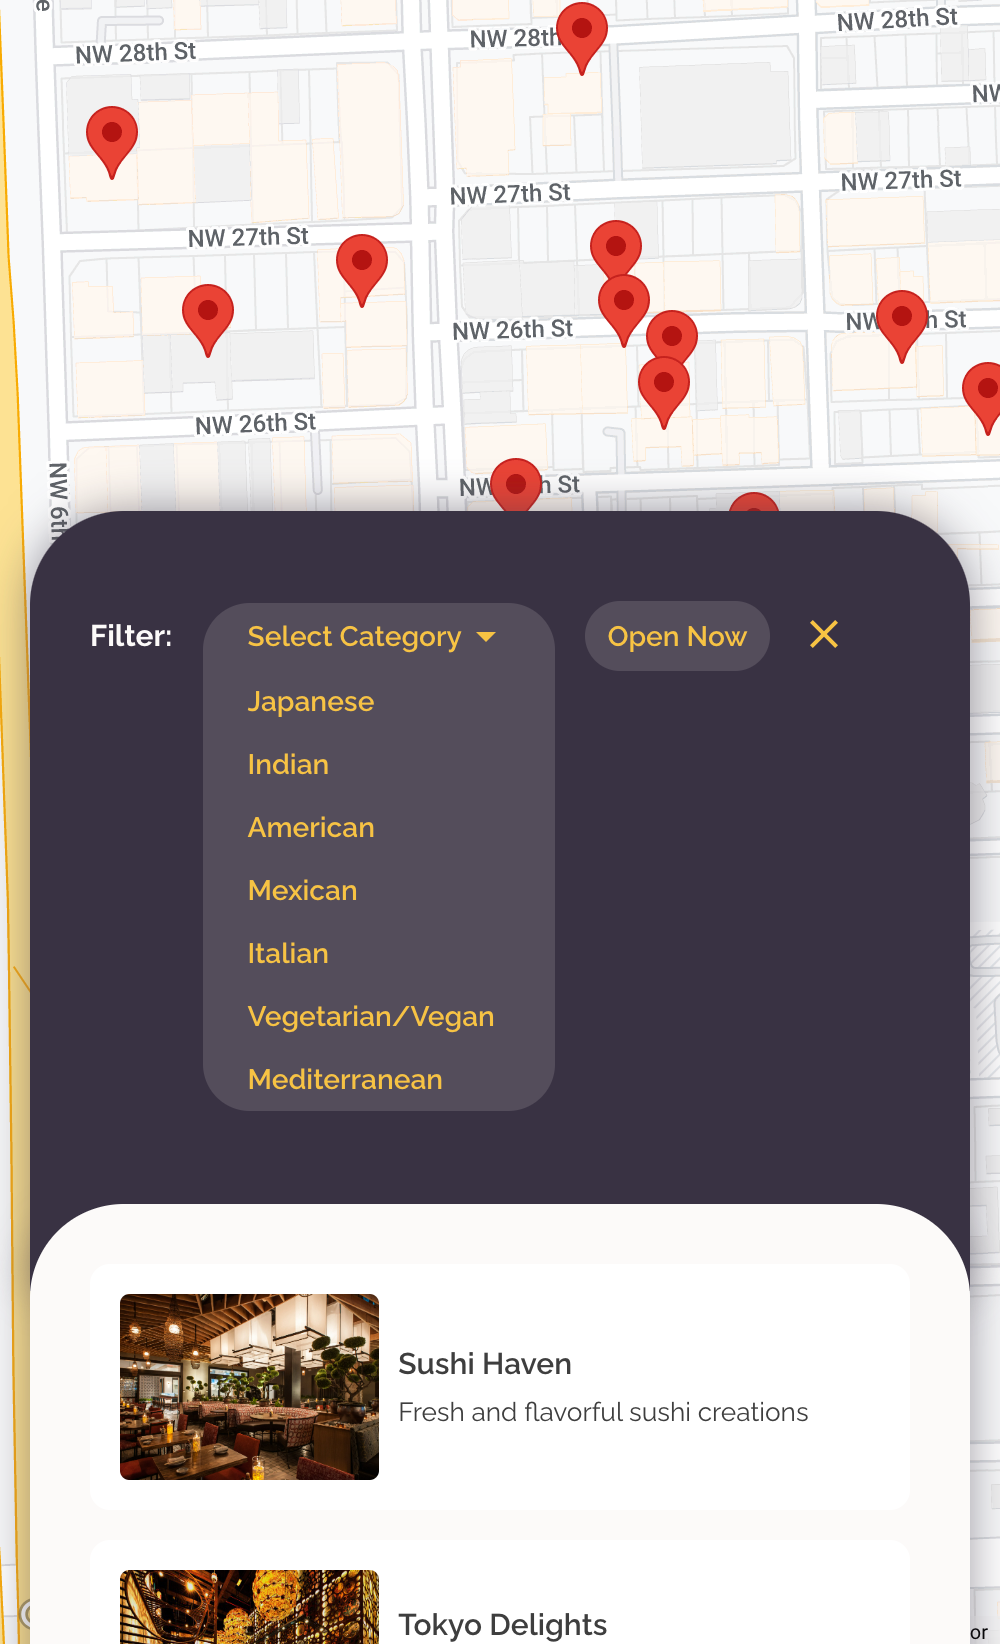 NW 28th St
NW 28th
NW 28th St
NW
NW 27th St
NW 27th St
NW 27th St
NW 26th St
NW h St
NW 26th St
NW h St
NW 6th
Filter:
Select Category
Open Now
Japanese
Indian
American
Mexican
Italian
Vegetarian/Vegan
Mediterranean
Sushi Haven
Fresh and flavorful sushi creations
Tokyo Delights
or